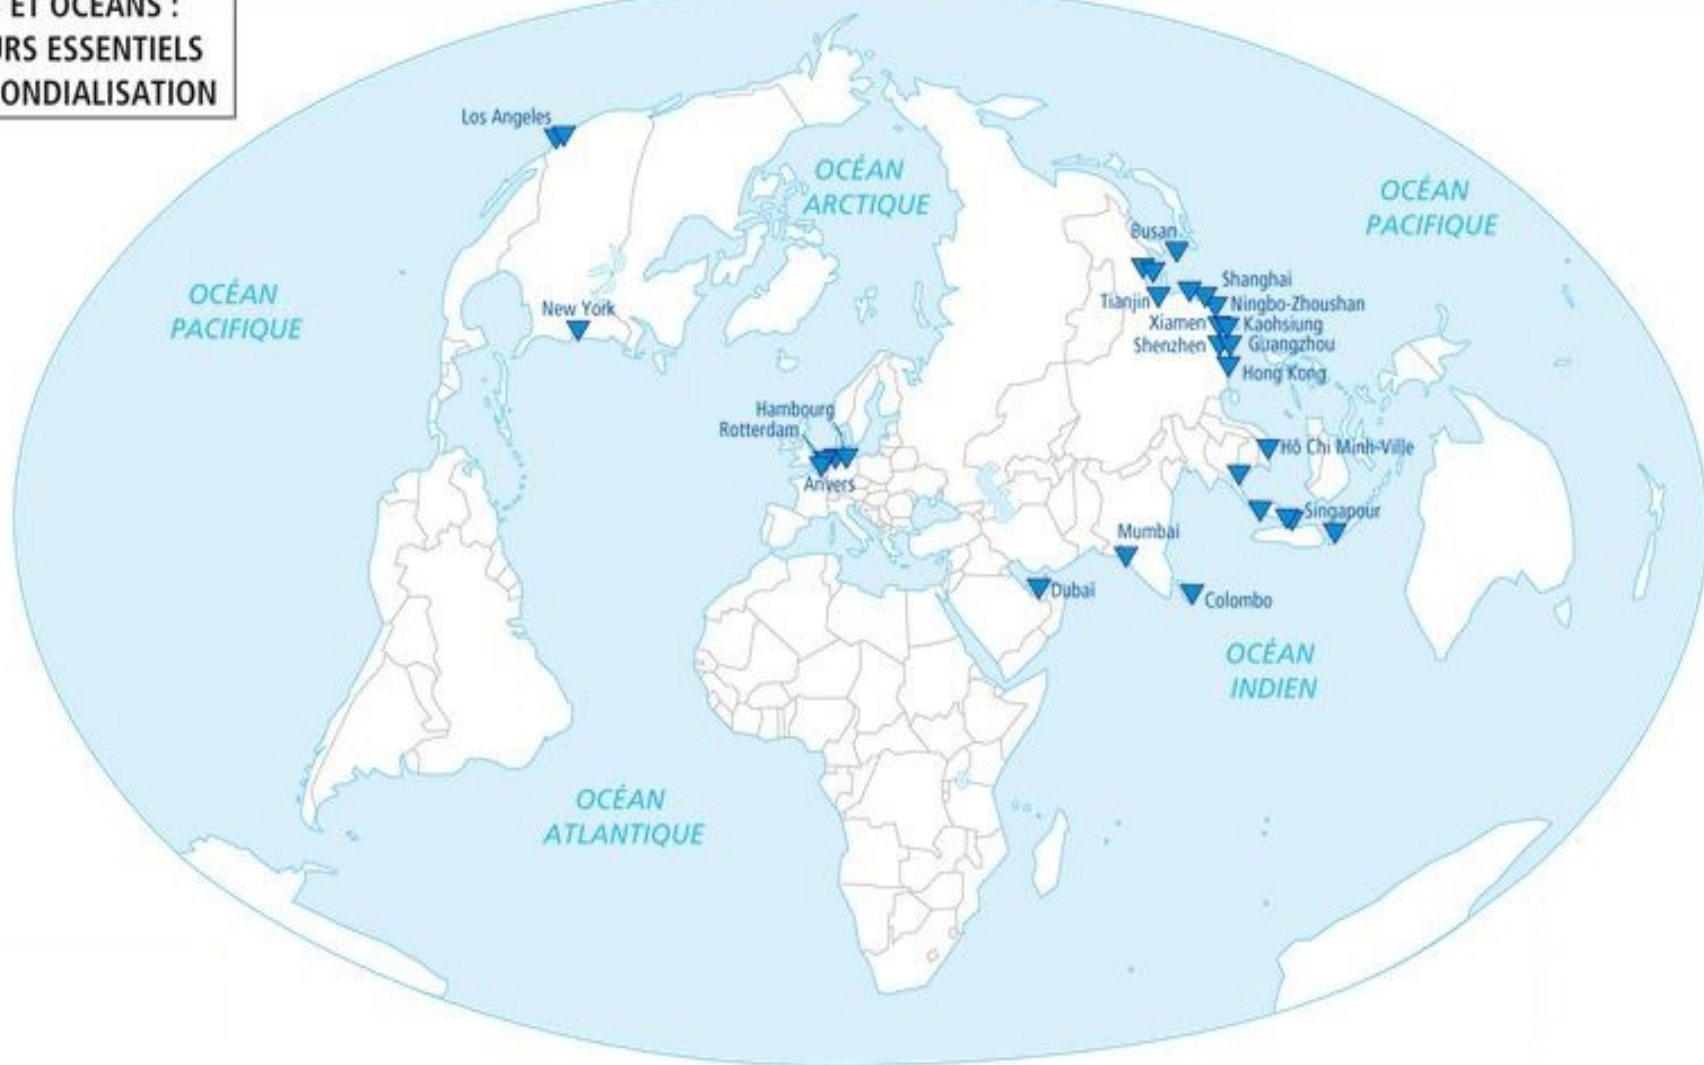 ET OCÉANS :
URS ESSENTIELS
ONDIALISATION
Los Angeles
OCÉAN
ARCTIQUE
OCÉAN
PACIFIQUE
Busan
Shanghai
Tianjin
Ningbo-Zhoushan
Xiamen
Kaohsiung
Shenzhen
Guangzhou
Hong Kong
OCÉAN
PACIFIQUE
New York
Hambourg
Rotterdam
Anvers
Hô Chi Minh-Ville
Singapour
Mumbai
Dubaï
Colombo
OCÉAN
INDIEN
OCÉAN
ATLANTIQUE